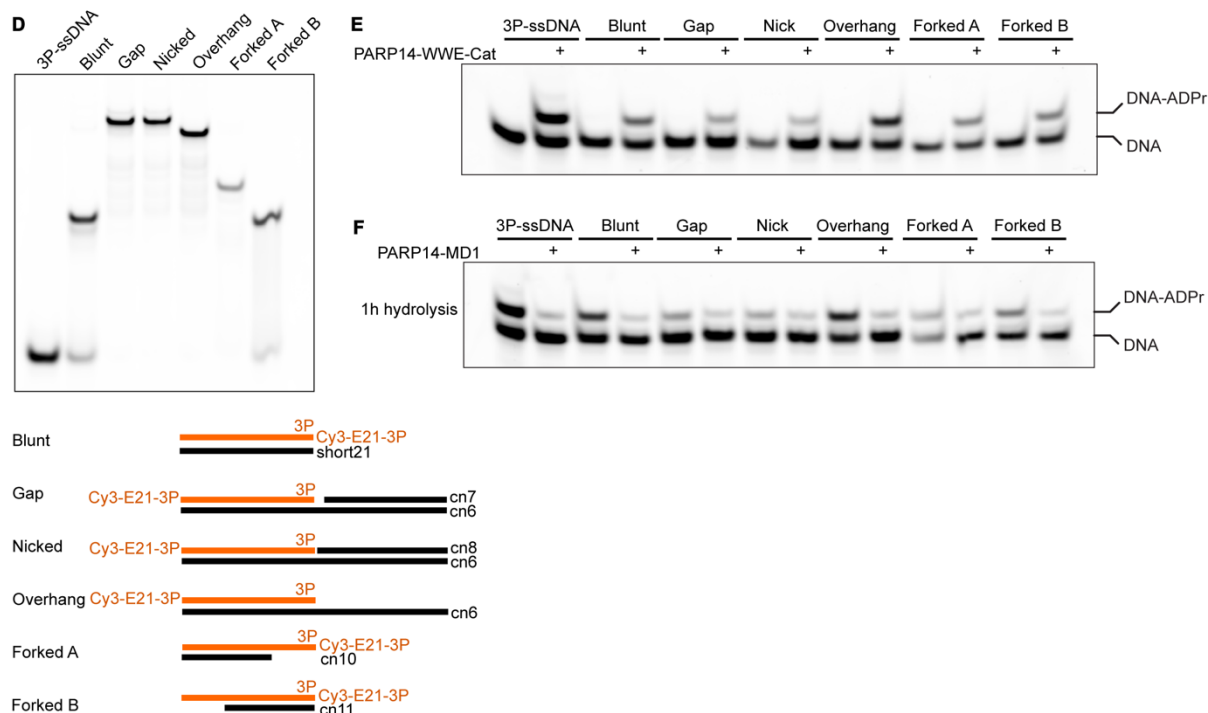 D
3P-ssDNA
Blunt
Gap
Nicked
Overhang
Forked A
Forked B
E
3P-ssDNA Blunt Gap Nick Overhang Forked A Forked B
PARP14-WWE-Cat + + + + + + +
DNA-ADPr
DNA
F
3P-ssDNA Blunt Gap Nick Overhang Forked A Forked B
PARP14-MD1 + + + + + + +
1h hydrolysis
DNA-ADPr
DNA
3P
Blunt Cy3-E21-3P
short21
Gap Cy3-E21-3P 3P cn7
cn6
Nicked Cy3-E21-3P 3P cn8
cn6
Overhang Cy3-E21-3P 3P
cn6
3P
Forked A Cy3-E21-3P
cn10
3P
Forked B Cy3-E21-3P
cn11